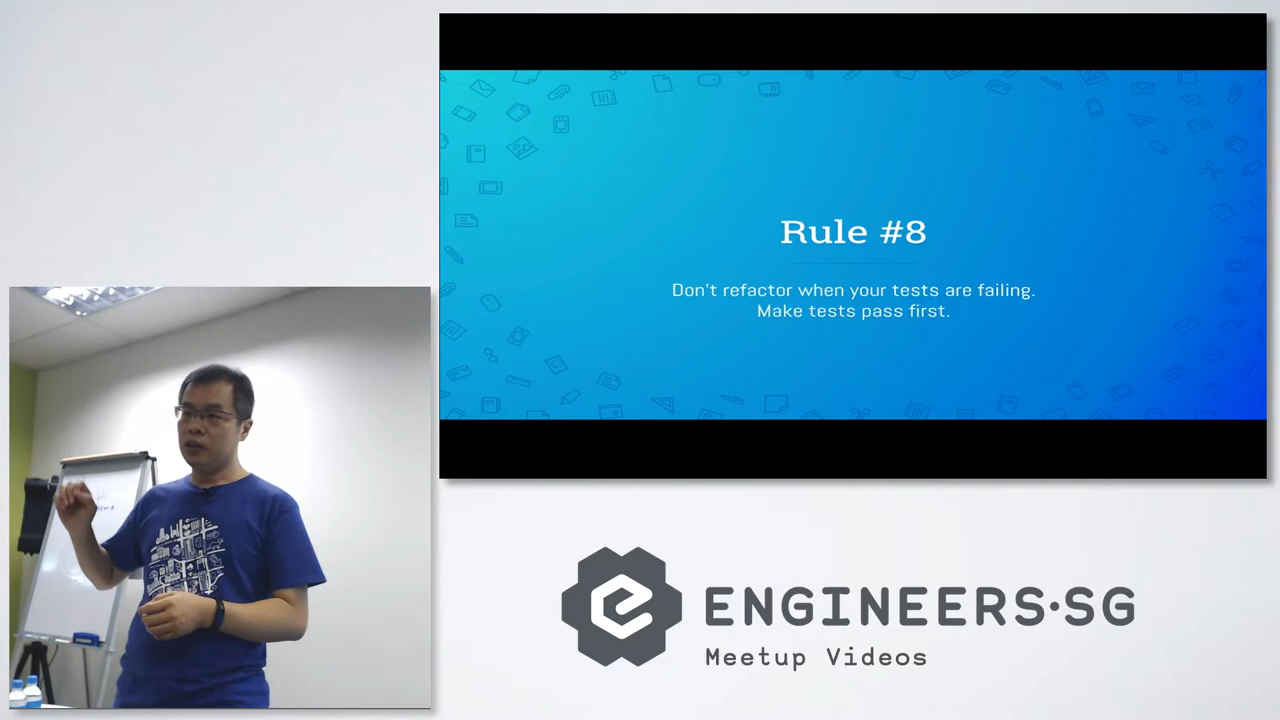 Rule #8
Don't refactor when your tests are failing.
Make tests pass first.
ENGINEERS·SG
Meetup Videos